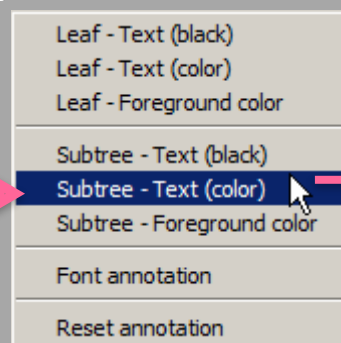 Leaf - Text (black)
Leaf - Text (color)
Leaf - Foreground color
Subtree - Text (black)
Subtree - Text (color)
Subtree - Foreground color
Font annotation
Reset annotation